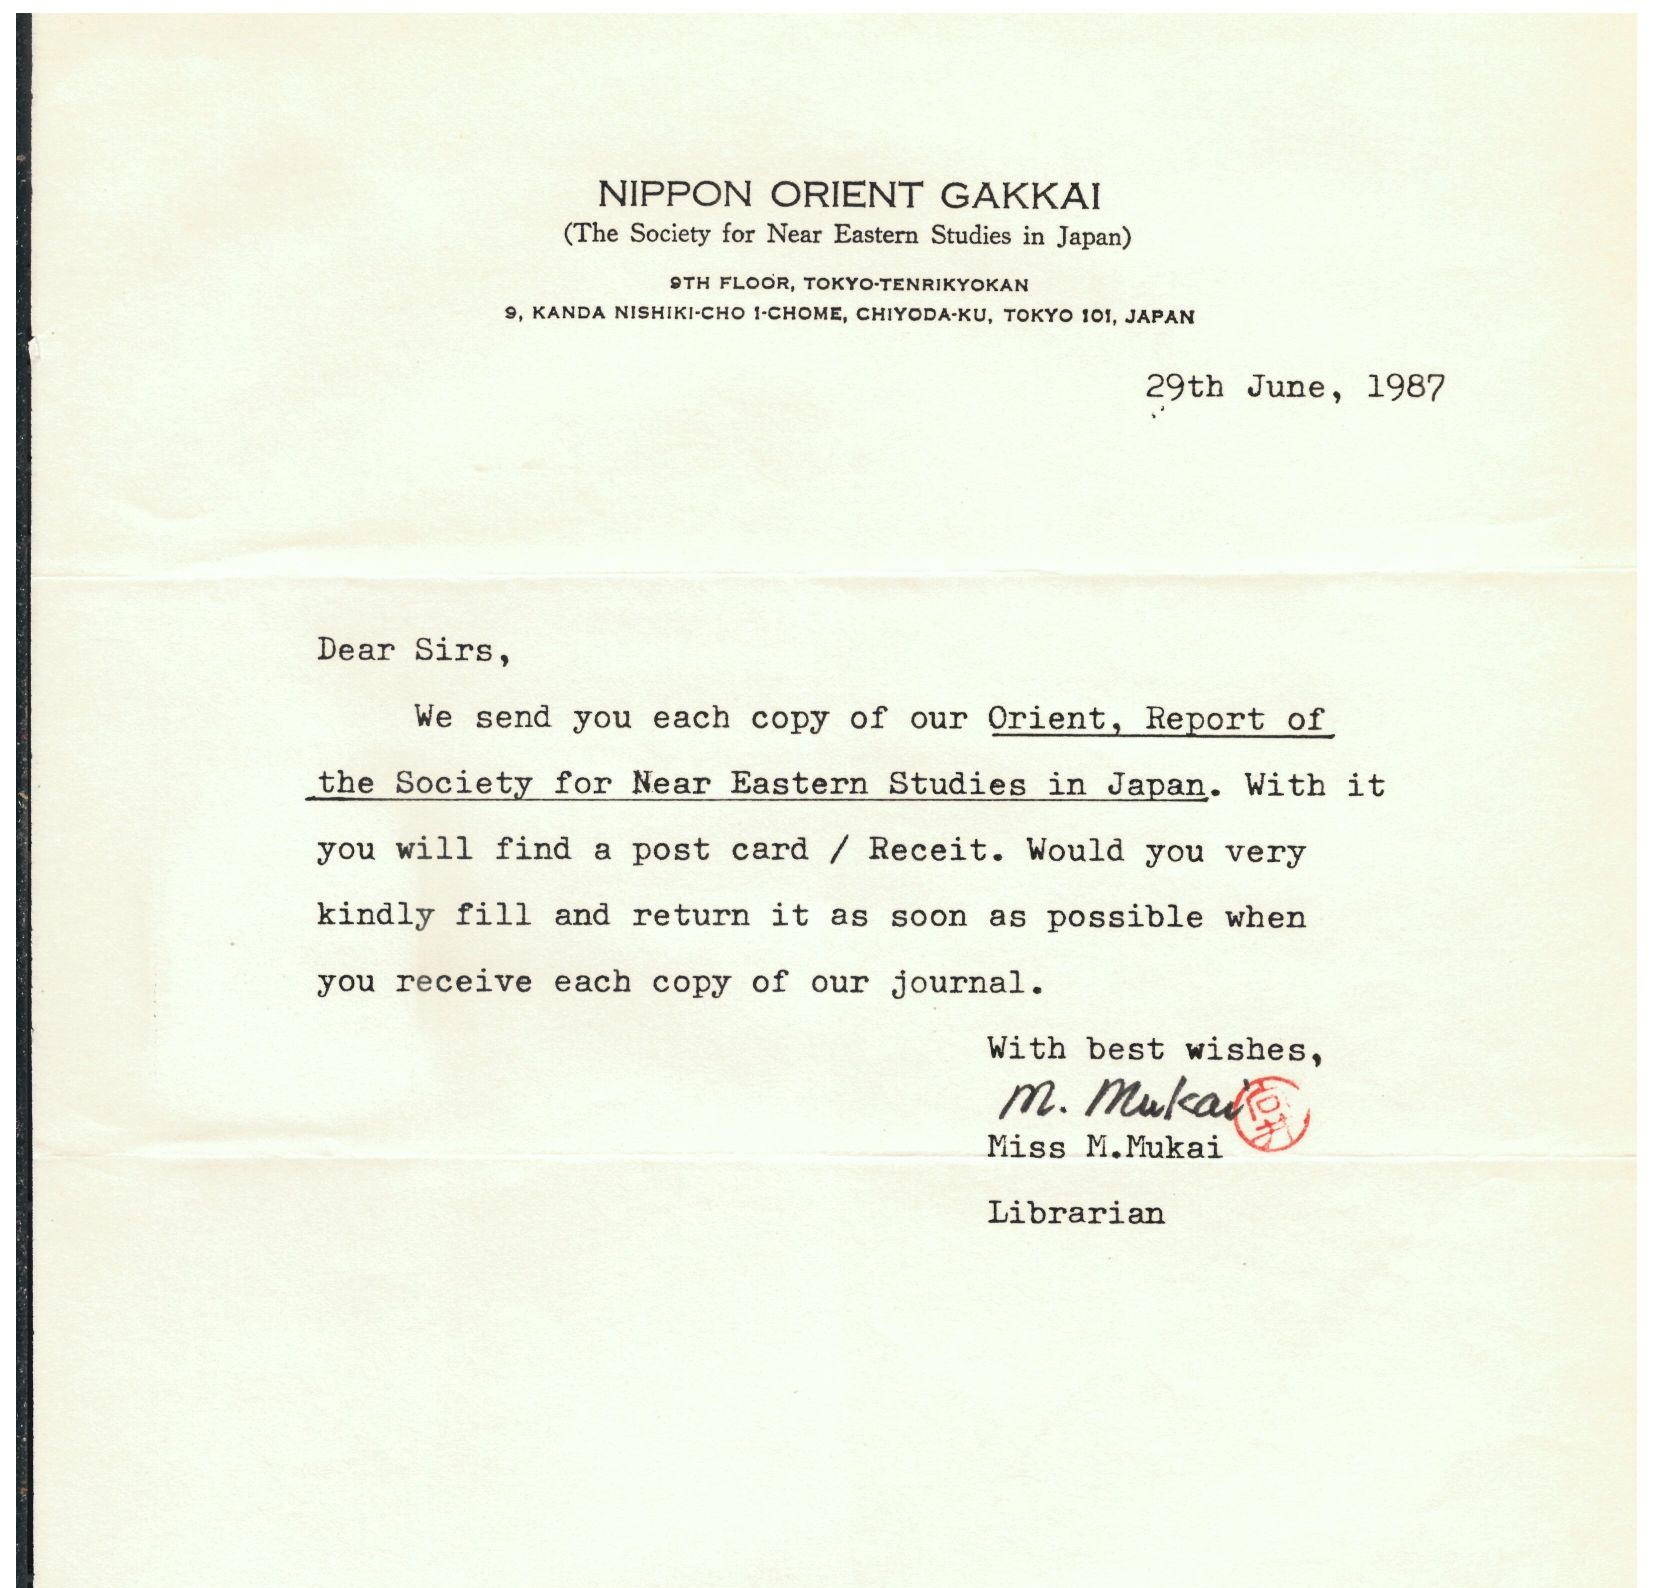 NIPPON ORIENT GAKKAI
(The Society for Near Eastern Studies in Japan)
9TH FLOOR, TOKYO-TENRIKYOKAN
9, KANDA NISHIKI-CHO 1-CHOME, CHIYODA-KU, TOKYO 101, JAPAN
29th June, 1987
Dear Sirs,
We send you each copy of our Orient, Report of
the Society for Near Eastern Studies in Japan. With it
you will find a post card / Receit. Would you very
kindly fill and return it as soon as possible when
you receive each copy of our journal.
With best wishes,
M. Mukai
Miss M.Mukai
Librarian